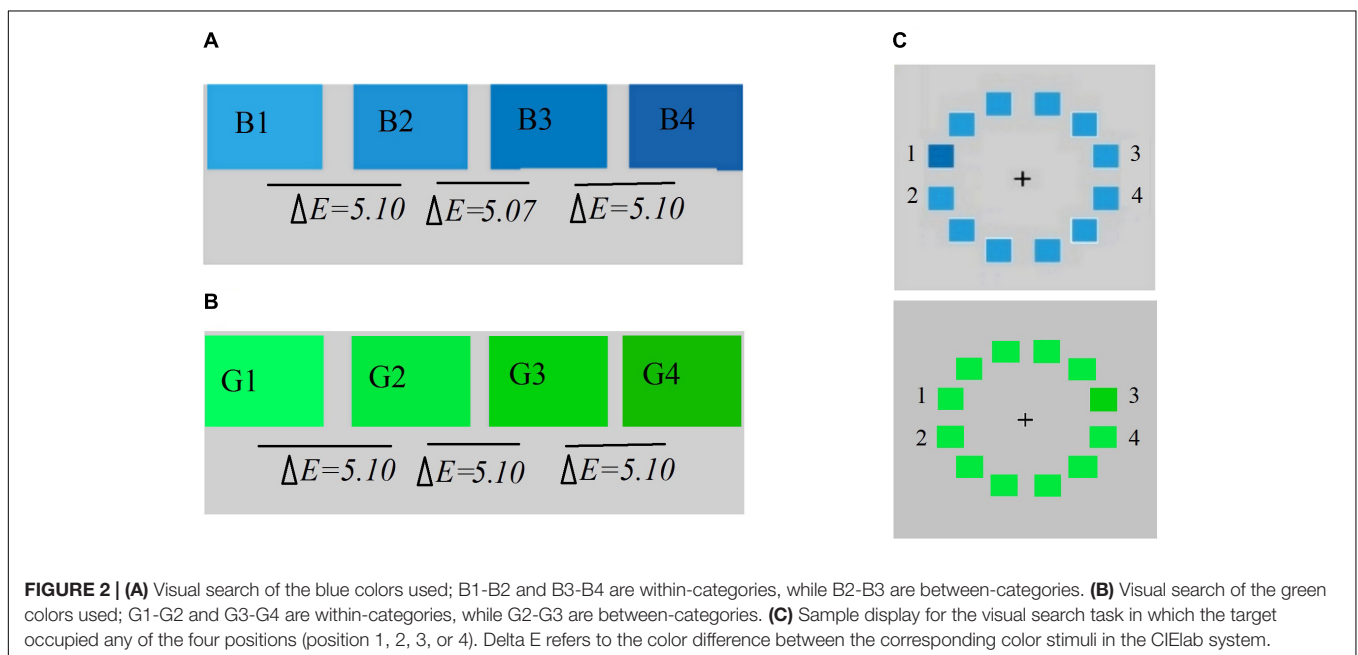 A
B1 B2 B3 B4
ΔE=5.10 ΔE=5.07 ΔE=5.10
B
G1 G2 G3 G4
ΔE=5.10 ΔE=5.10 ΔE=5.10
C
1 3
+
2 4
1 3
+
2 4
FIGURE 2 | (A) Visual search of the blue colors used; B1-B2 and B3-B4 are within-categories, while B2-B3 are between-categories. (B) Visual search of the green
colors used; G1-G2 and G3-G4 are within-categories, while G2-G3 are between-categories. (C) Sample display for the visual search task in which the target
occupied any of the four positions (position 1, 2, 3, or 4). Delta E refers to the color difference between the corresponding color stimuli in the CIElab system.